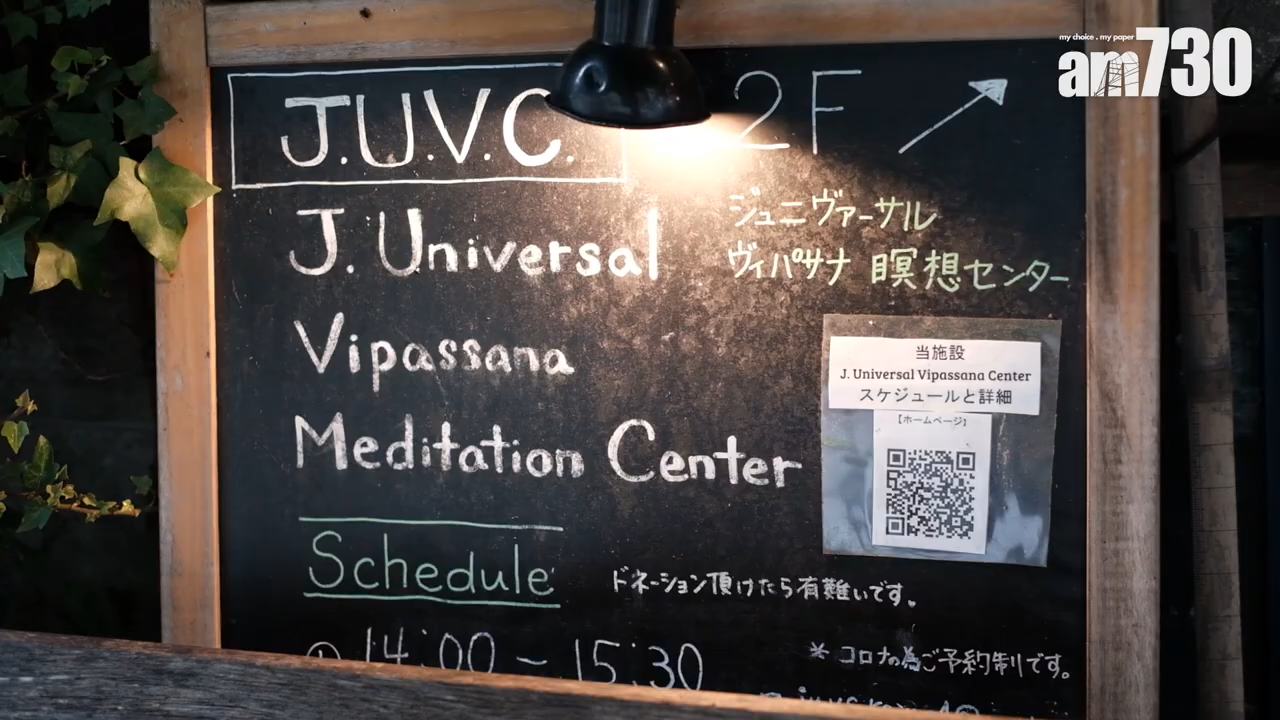 my choice . my paper
am730
J.U.V.C.
2F
J. Universal
Vipassana
Meditation Center
ジュニヴァーサル
ヴィパサナ 瞑想センター
当施設
J. Universal Vipassana Center
スケジュールと詳細
【ホームページ】
Schedule
ドネーション頂けたら有難いです。
① 14:00 ~ 15:30
* コロナの為ご予約制です。